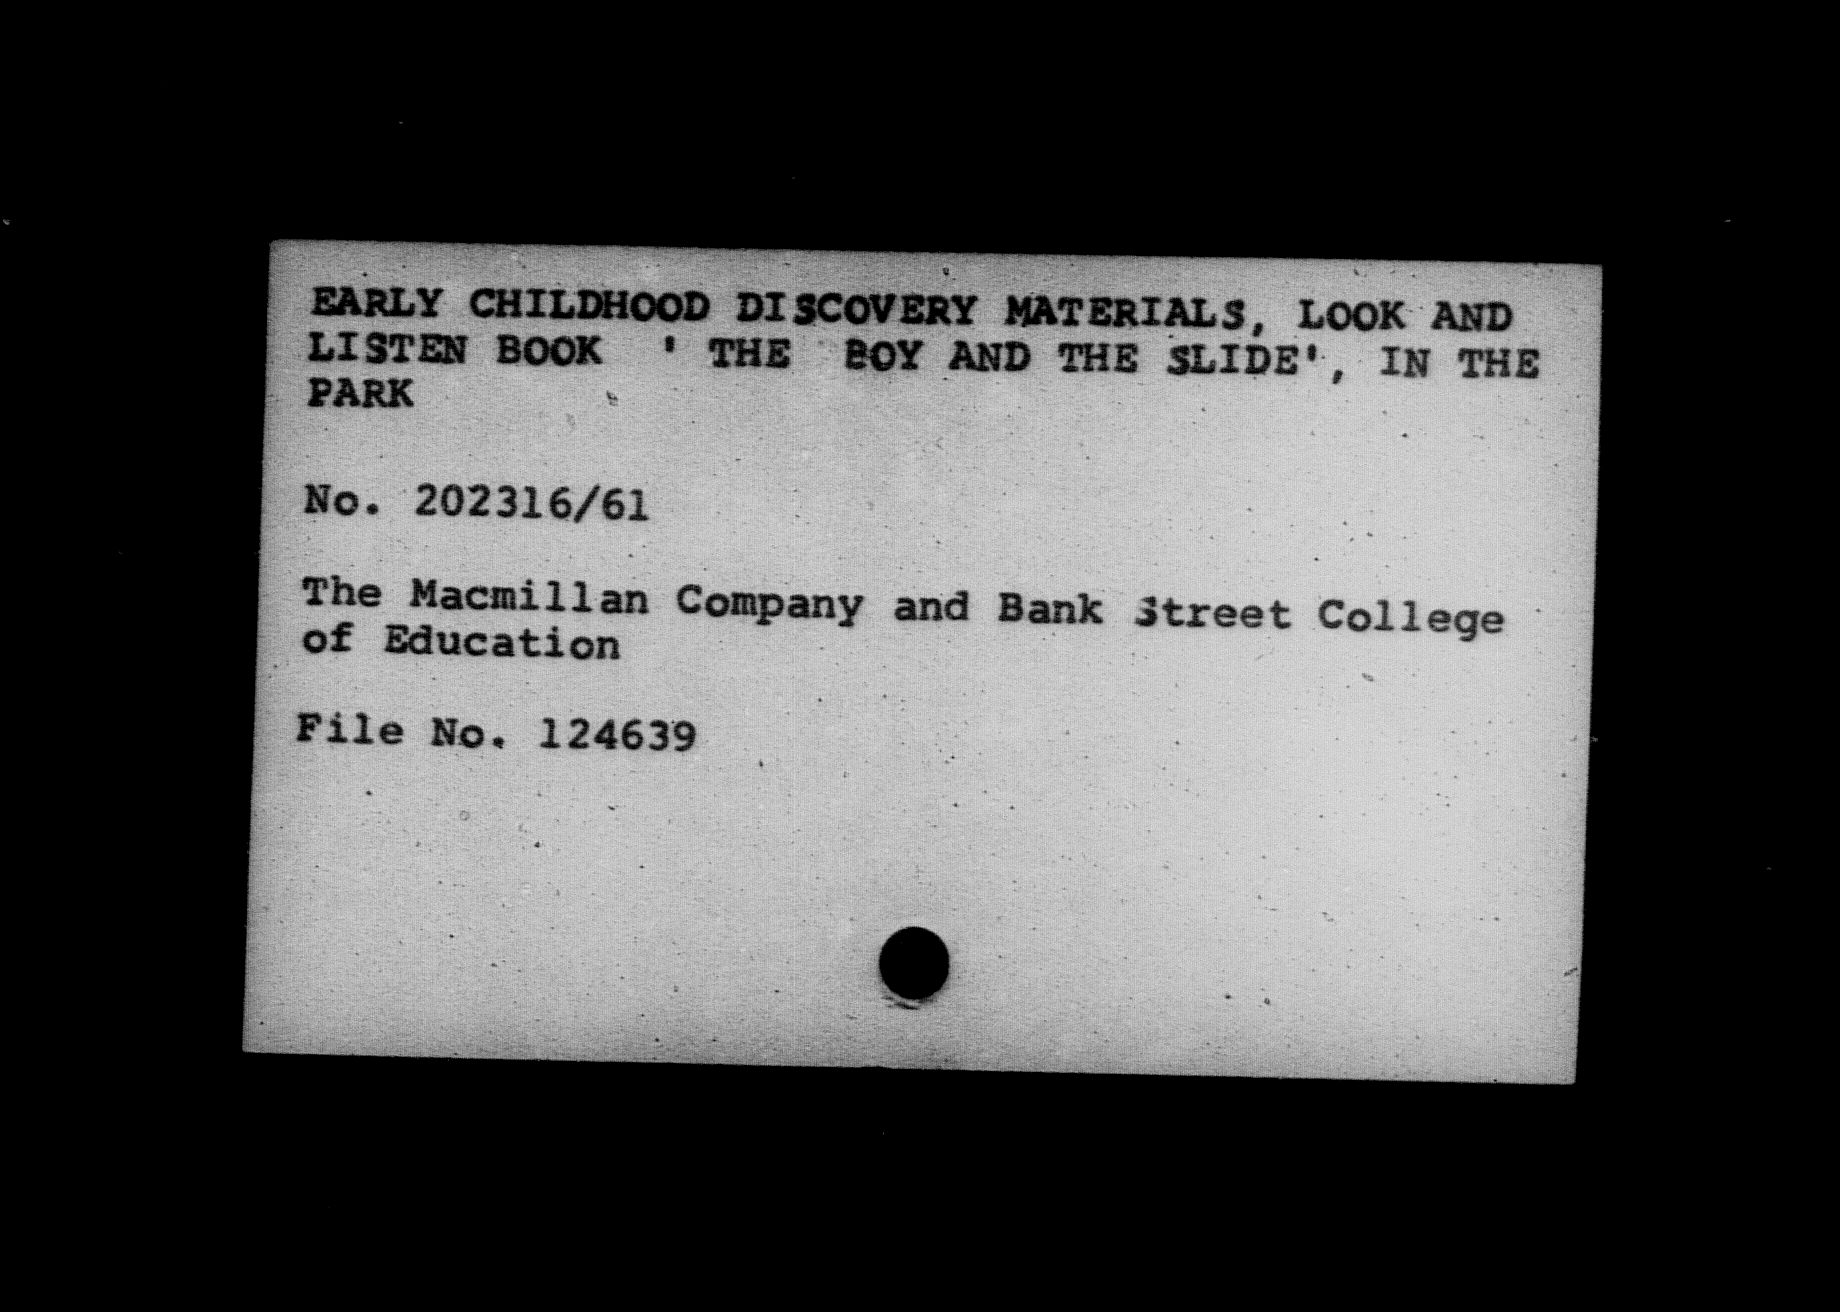 EARLY CHILDHOOD DISCOVERY MATERIALS, LOOK AND
LISTEN BOOK ' THE BOY AND THE SLIDE', IN THE
PARK
No. 202316/61
The Macmillan Company and Bank Street College
of Education
File No. 124639